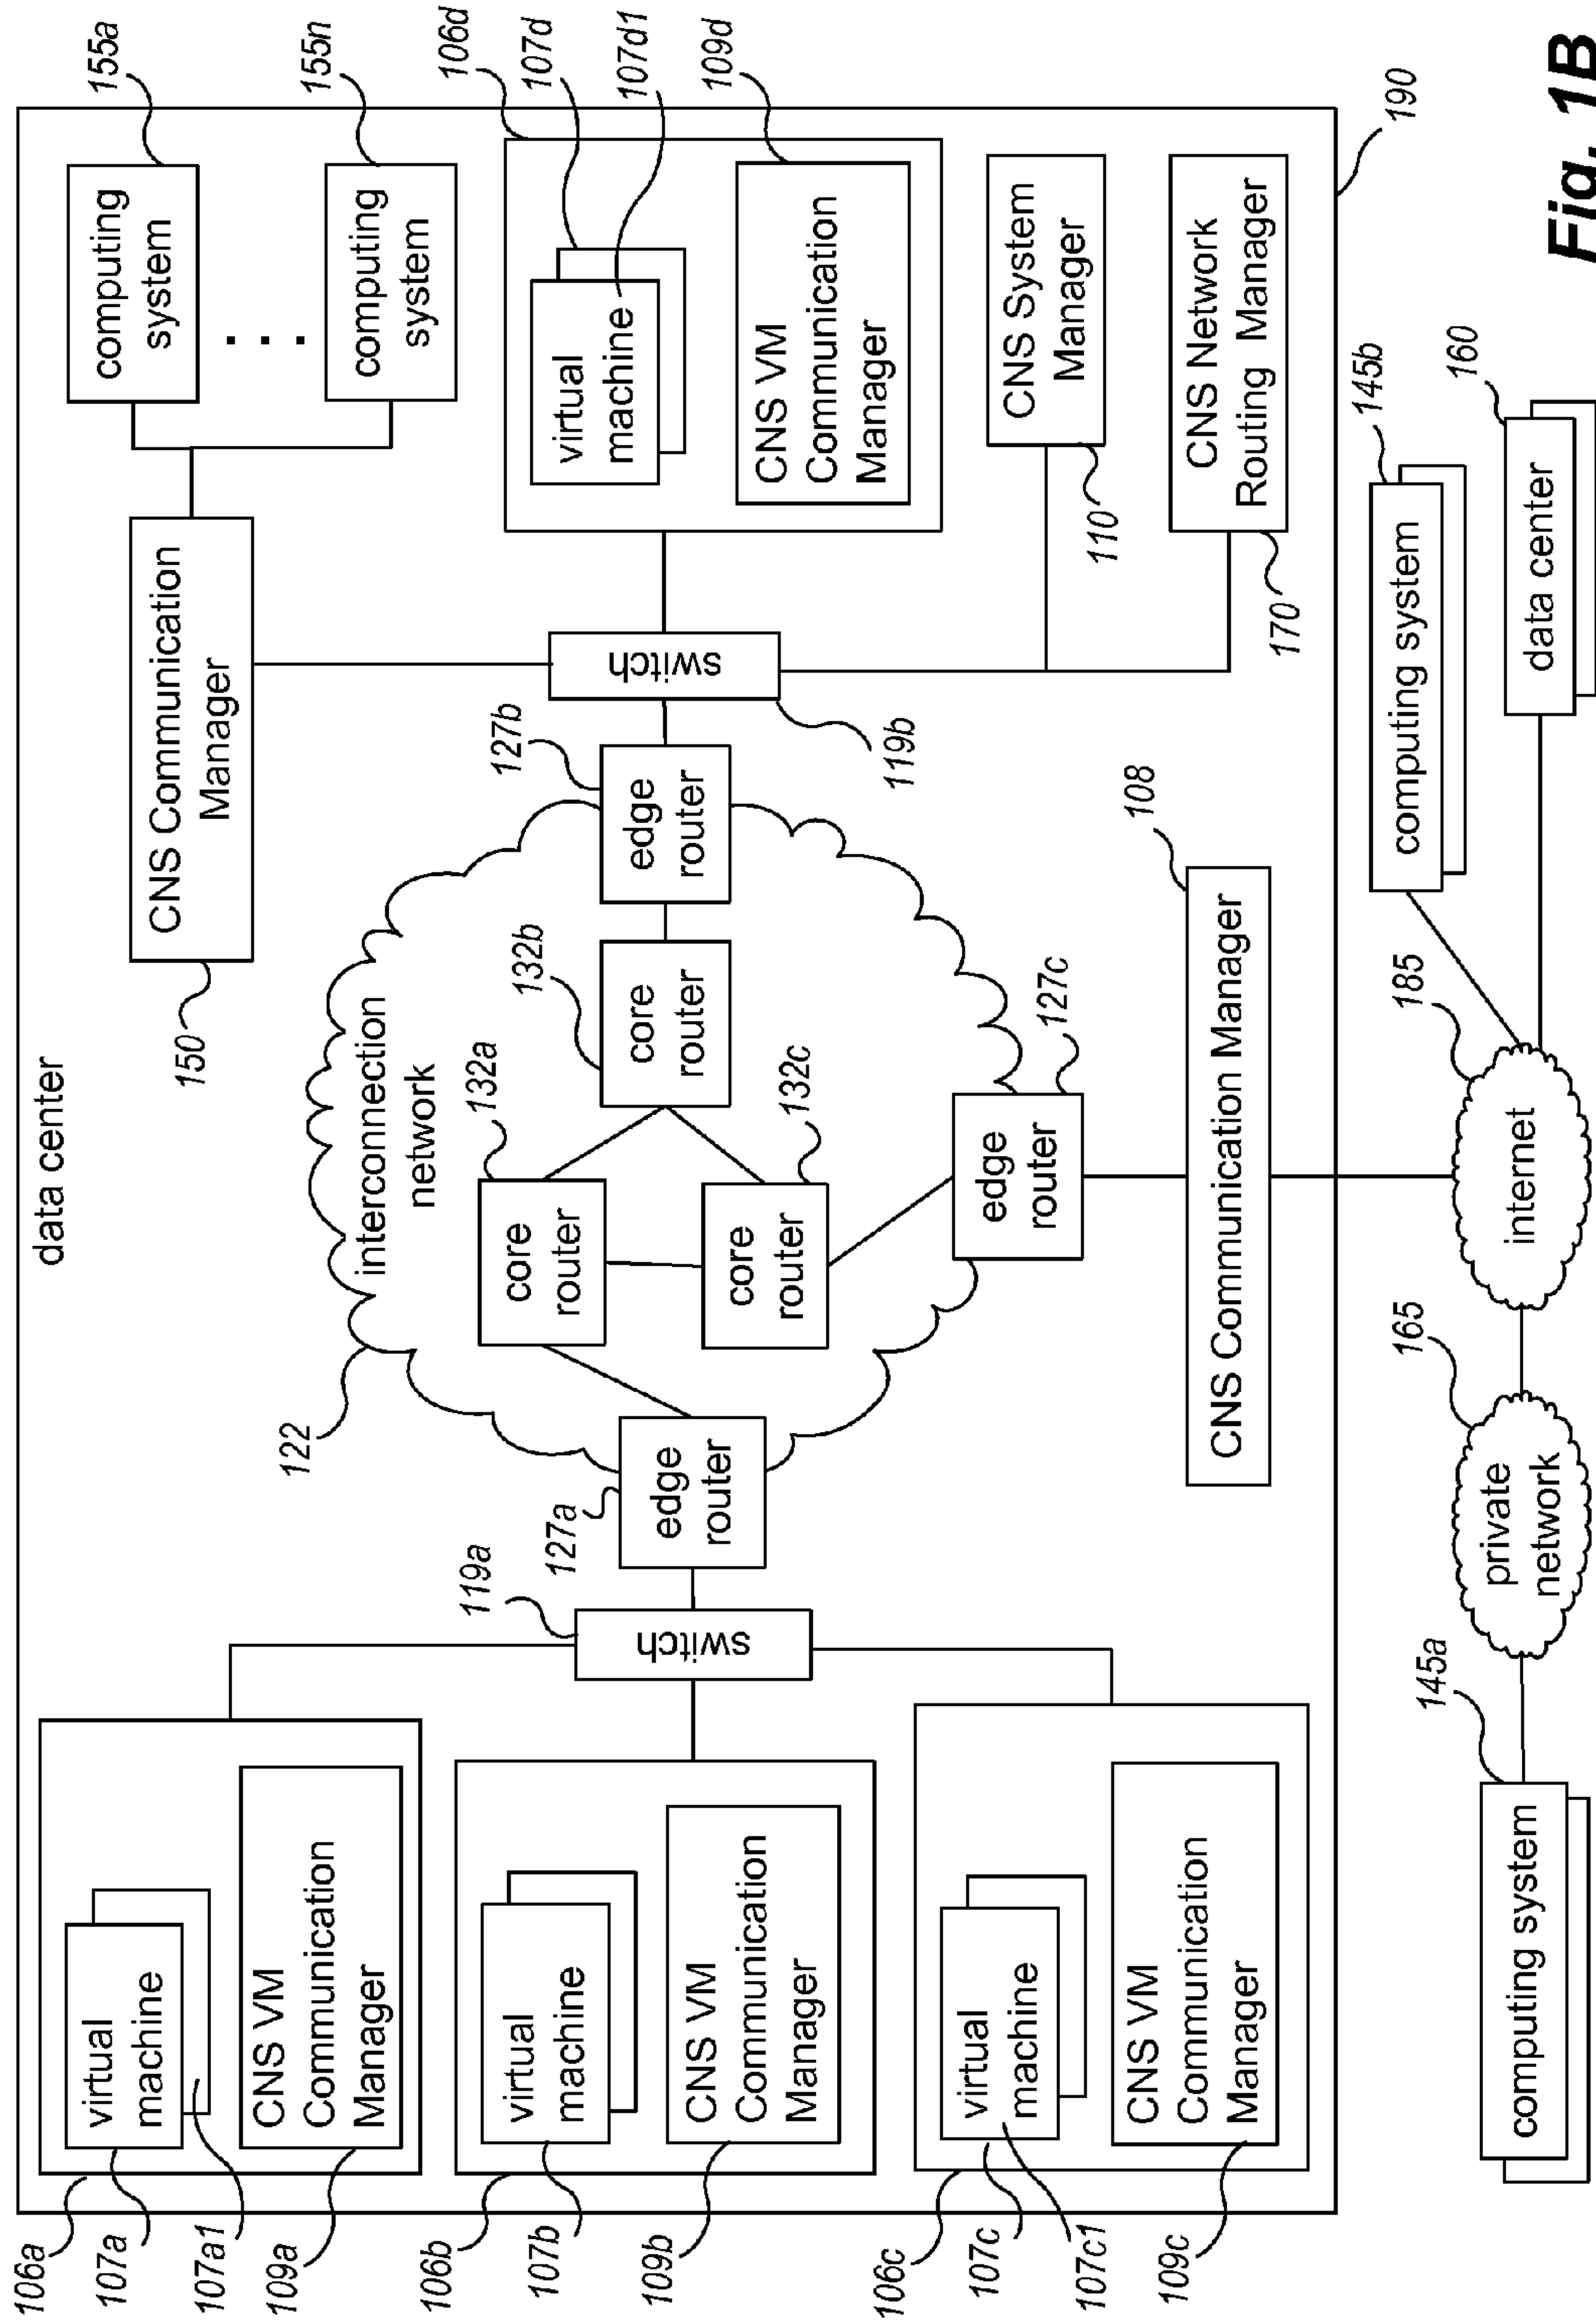 data center
106a
107a
107a1
109a
virtual
machine
CNS VM
Communication
Manager
106b
107b
109b
virtual
machine
CNS VM
Communication
Manager
106c
107c
107c1
109c
virtual
machine
CNS VM
Communication
Manager
119a
switch
127a
edge
router
122
interconnection
network
132a
core
router
132b
core
router
132c
core
router
127b
edge
router
127c
edge
router
119b
switch
150
CNS Communication
Manager
155a
computing
system
. . .
155n
computing
system
106d
107d
107d1
109d
virtual
machine
CNS VM
Communication
Manager
110
CNS System
Manager
170
CNS Network
Routing Manager
108
CNS Communication Manager
190
145a
computing system
165
private
network
185
internet
145b
computing system
160
data center
Fig. 1B